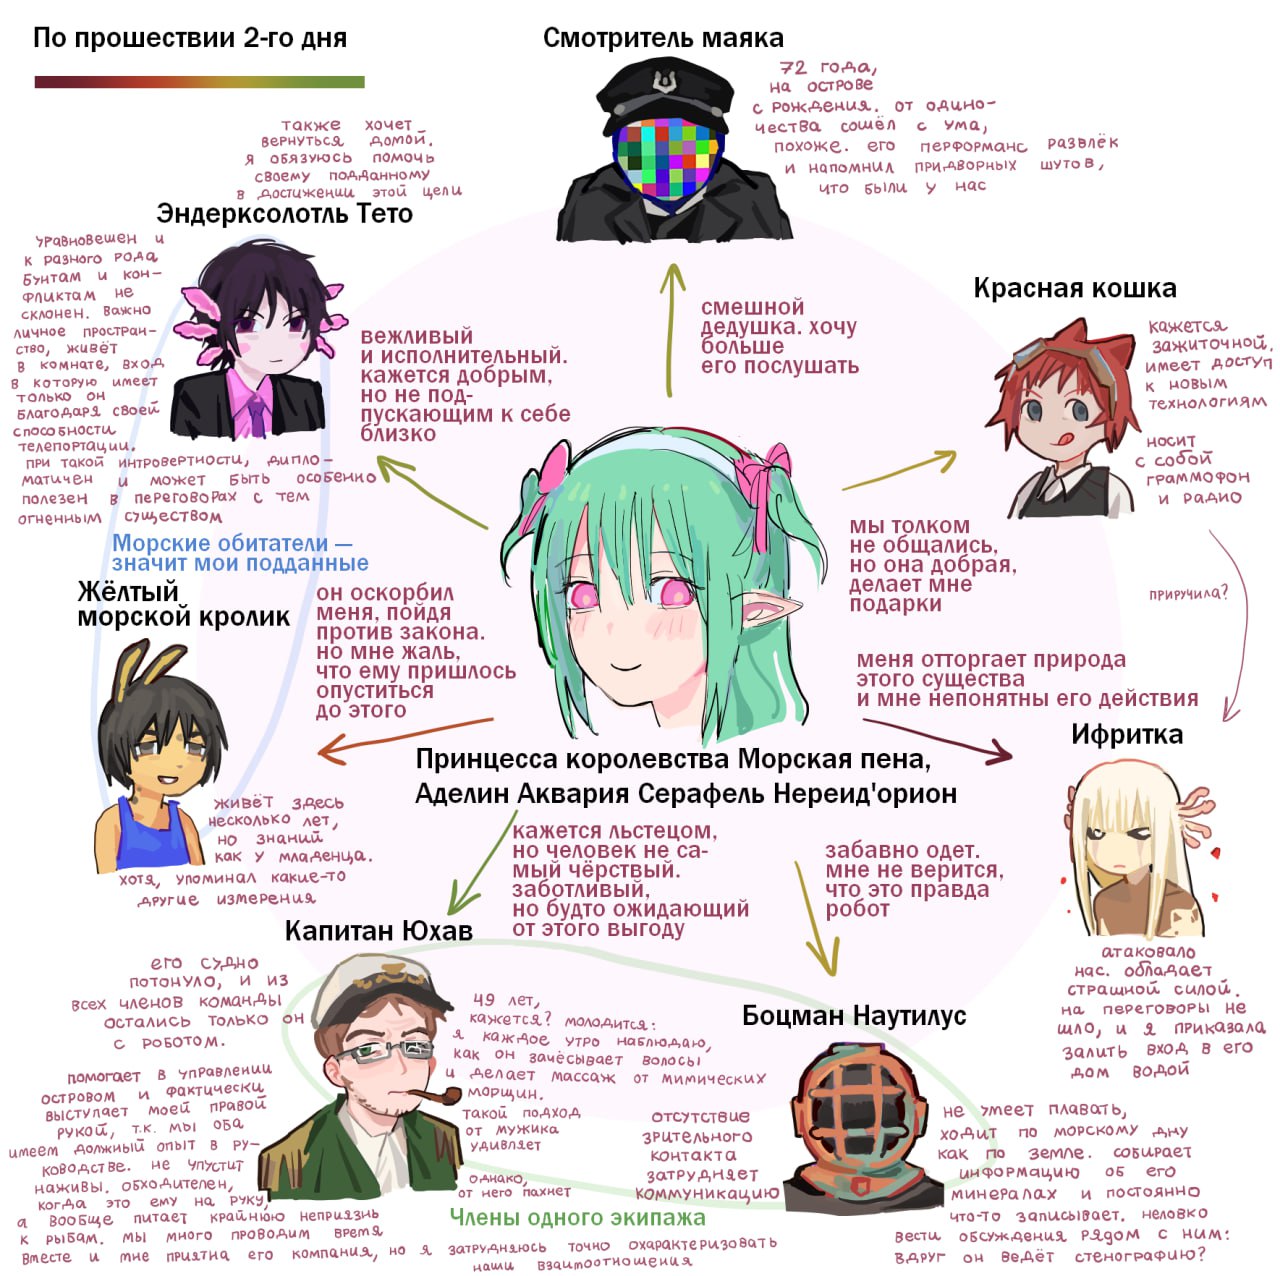 По прошествии 2-го дня
Смотритель маяка
72 года,
на острове
с рождения. от одино-
чества сошёл с ума,
похоже. его перформанс развлёк
и напомнил придворных шутов,
что были у нас
также хочет
вернуться домой.
я обязуюсь помочь
своему подданному
в достижении этой цели
Эндерксолотль Тето
уравновешен и
к разного рода
бунтам и кон-
фликтам не
склонен. важно
личное простран-
ство, живёт
в комнате, вход
в которую имеет
только он
благодаря своей
способности
телепортации.
при такой интровертности, дипло-
матичен и может быть особенно
полезен в переговорах с тем
огненным существом
вежливый
и исполнительный.
кажется добрым,
но не под-
пускающим к себе
близко
смешной
дедушка. хочу
больше
его послушать
Красная кошка
кажется
зажиточной.
имеет доступ
к новым
технологиям
носит
с собой
граммофон
и радио
мы толком
не общались,
но она добрая,
делает мне
подарки
приручила?
Морские обитатели —
значит мои подданные
Жёлтый
морской кролик
он оскорбил
меня, пойдя
против закона.
но мне жаль,
что ему пришлось
опуститься
до этого
меня отторгает природа
этого существа
и мне непонятны его действия
Ифритка
Принцесса королевства Морская пена,
Аделин Аквария Серафель Нереид'орион
живёт здесь
несколько лет,
но знаний
как у младенца.
хотя, упоминал какие-то
другие измерения
кажется льстецом,
но человек не са-
мый чёрствый.
заботливый,
но будто ожидающий
от этого выгоду
забавно одет.
мне не верится,
что это правда
робот
атаковало
нас. обладает
страшной силой.
на переговоры не
шло, и я приказала
залить вход в его
дом водой
Капитан Юхав
его судно
потонуло, и из
всех членов команды
остались только он
с роботом.
помогает в управлении
островом и фактически
выступает моей правой
рукой, т.к. мы оба
имеем должный опыт в ру-
ководстве. не упустит
наживы. обходителен,
когда это ему на руку,
а вообще питает крайнюю неприязнь
к рыбам. мы много проводим время
вместе и мне приятна его компания, но я затрудняюсь точно охарактеризовать
наши взаимоотношения
49 лет,
кажется? молодится:
я каждое утро наблюдаю,
как он зачёсывает волосы
и делает массаж от мимических
морщин.
такой подход
от мужика
удивляет
однако,
от него пахнет
Члены одного экипажа
Боцман Наутилус
отсутствие
зрительного
контакта
затрудняет
коммуникацию
не умеет плавать,
ходит по морскому дну
как по земле. собирает
информацию об его
минералах и постоянно
что-то записывает. неловко
вести обсуждения рядом с ним:
вдруг он ведёт стенографию?